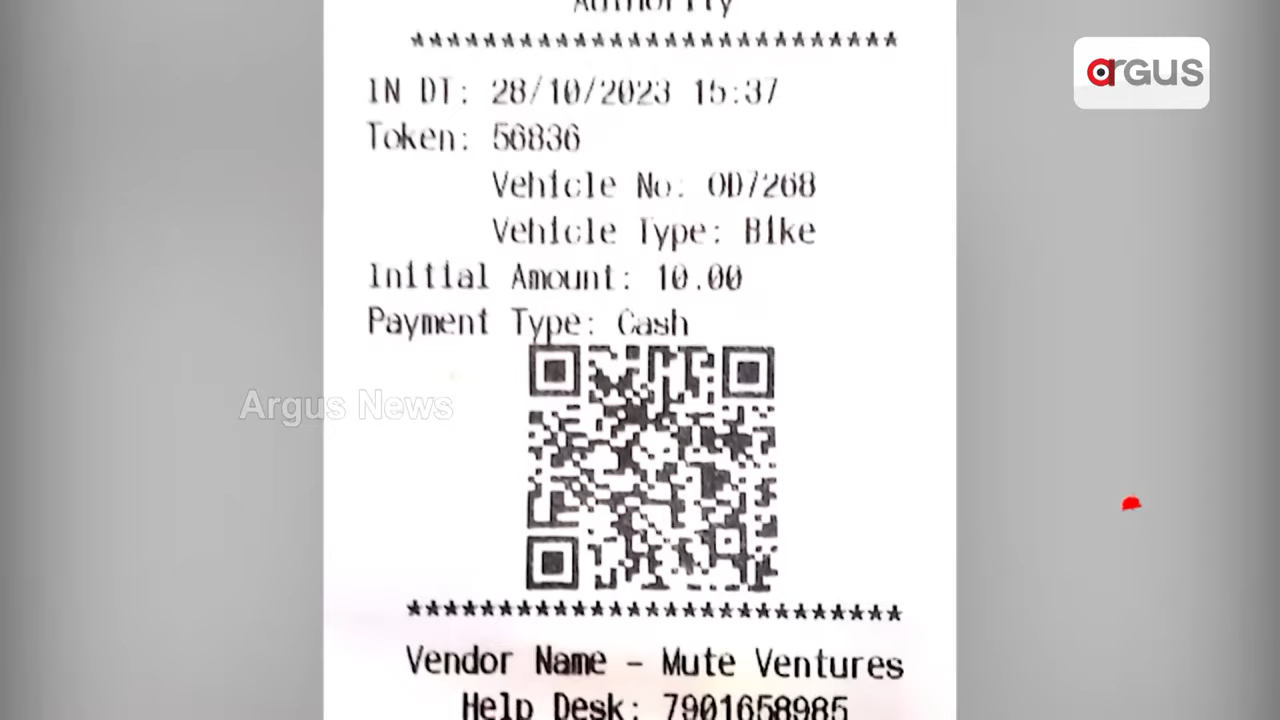 Authority
***************************
argus
IN DT: 28/10/2023 15:37
Token: 56836
Vehicle No: OD7268
Vehicle Type: Bike
Initial Amount: 10.00
Payment Type: Cash
Argus News
***************************
Vendor Name - Mute Ventures
Help Desk: 7901658985